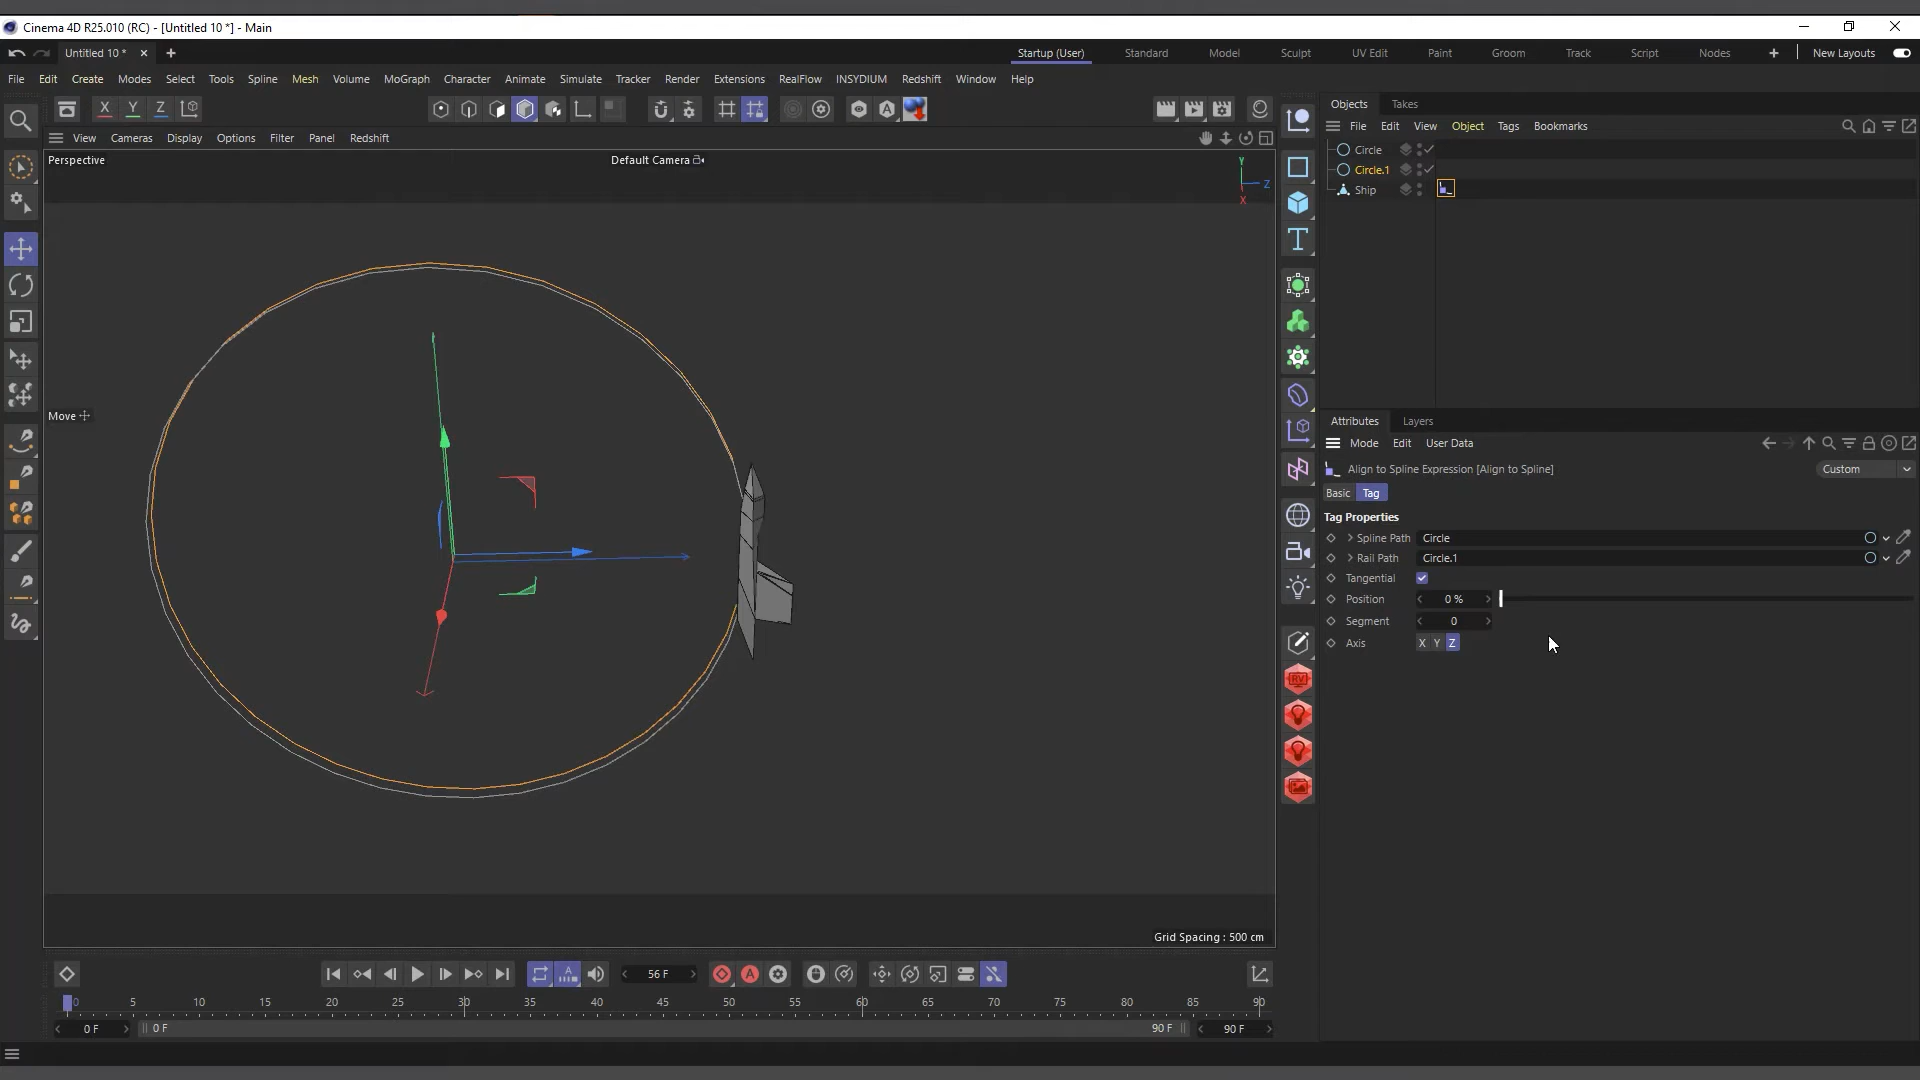 Cinema 4D R25.010 (RC) - [Untitled 10 *] - Main
Untitled 10 *
Startup (User) Standard Model Sculpt UV Edit Paint Groom Track Script Nodes New Layouts
File Edit Create Modes Select Tools Spline Mesh Volume MoGraph Character Animate Simulate Tracker Render Extensions RealFlow INSYDIUM Redshift Window Help
X Y Z
Objects Takes
View Cameras Display Options Filter Panel Redshift
File Edit View Object Tags Bookmarks
Perspective
Default Camera
Y
Z
X
Circle
Circle.1
Ship
Move
Attributes Layers
Mode Edit User Data
Align to Spline Expression [Align to Spline]
Custom
Basic Tag
Tag Properties
Spline Path Circle
Rail Path Circle.1
Tangential
Position 0 %
Segment 0
Axis X Y Z
RV
Grid Spacing : 500 cm
56 F
0 5 10 15 20 25 30 35 40 45 50 55 60 65 70 75 80 85 90
0 F 0 F 90 F 90 F